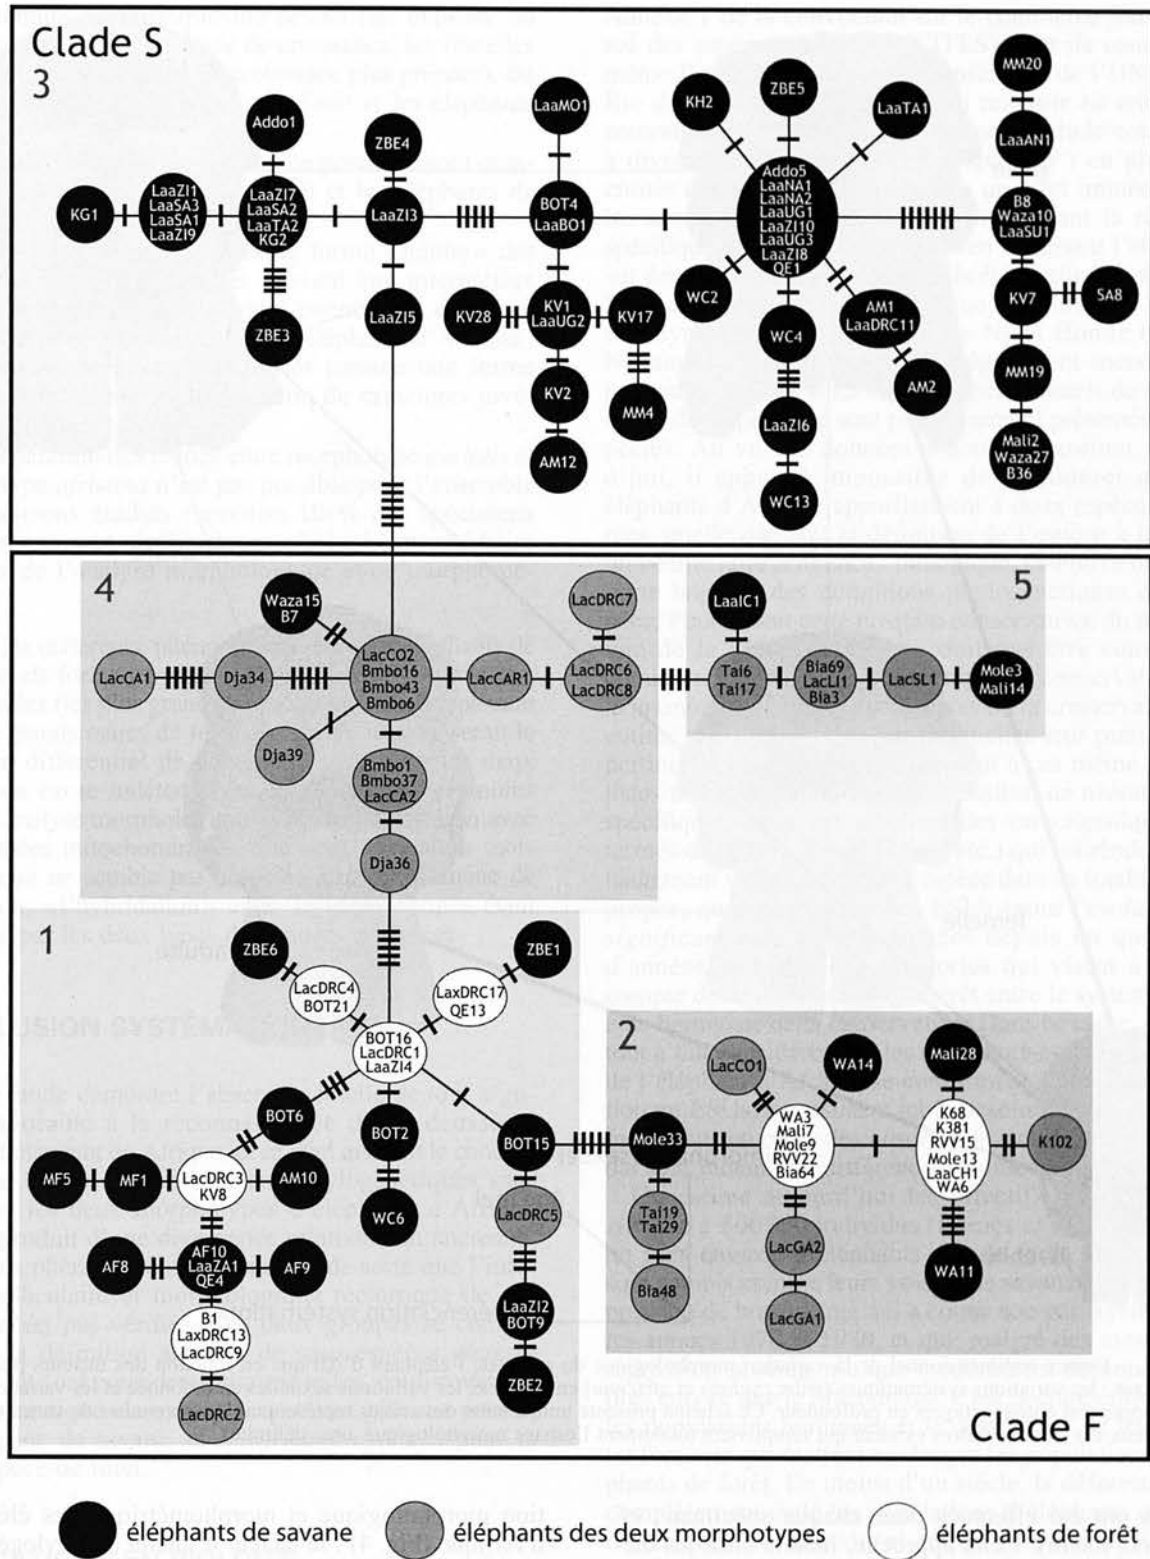 Clade S
3
MM20
LaaMO1
KH2
ZBE5
LaaTA1
Addo1
ZBE4
LaaAN1
KG1
LaaZI1
LaaSA3
LaaSA1
LaaZI9
LaaZI7
LaaSA2
LaaTA2
KG2
LaaZI3
BOT4
LaaBO1
Addo5
LaaNA1
LaaNA2
LaaUG1
LaaZI10
LaaUG3
LaaZI8
QE1
B8
Waza10
LaaSU1
ZBE3
LaaZI5
KV28
KV1
LaaUG2
KV17
WC2
WC4
AM1
LaaDRC11
KV7
SA8
KV2
MM4
AM2
MM19
AM12
LaaZI6
WC13
Mali2
Waza27
B36
4
5
Waza15
B7
LacDRC7
LaaIC1
LacCA1
Dja34
LacCO2
Bmbo16
Bmbo43
Bmbo6
LacCAR1
LacDRC6
LacDRC8
Tai6
Tai17
Bia69
LacLI1
Bia3
LacSL1
Mole3
Mali14
Dja39
Bmbo1
Bmbo37
LacCA2
Dja36
1
ZBE6
ZBE1
LacDRC4
BOT21
LaxDRC17
QE13
2
BOT16
LacDRC1
LaaZI4
LacCO1
WA14
Mali28
BOT6
BOT2
BOT15
Mole33
WA3
Mali7
Mole9
RVV22
Bia64
K68
K381
RVV15
Mole13
LaaCH1
WA6
K102
MF5
MF1
LacDRC3
KV8
AM10
WC6
LacDRC5
Tai19
Tai29
LacGA2
WA11
AF8
AF10
LaaZA1
QE4
AF9
LaaZI2
BOT9
Bia48
LacGA1
B1
LaxDRC13
LacDRC9
ZBE2
LacDRC2
Clade F
éléphants de savane
éléphants des deux morphotypes
éléphants de forêt